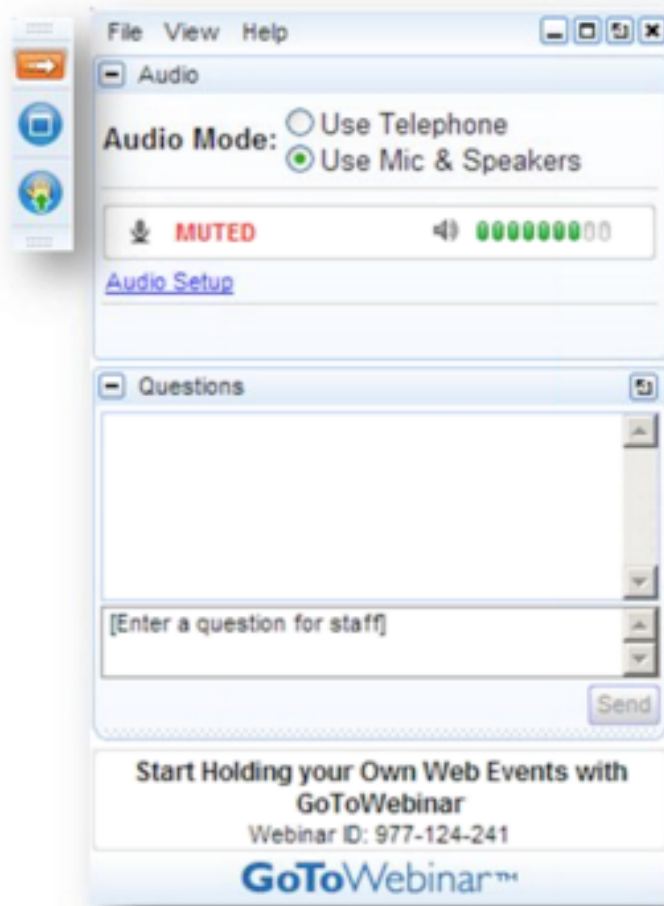 File View Help
Audio
Audio Mode: Use Telephone
Use Mic & Speakers
MUTED
Audio Setup
Questions
[Enter a question for staff]
Send
Start Holding your Own Web Events with
GoToWebinar
Webinar ID: 977-124-241
GoToWebinar™